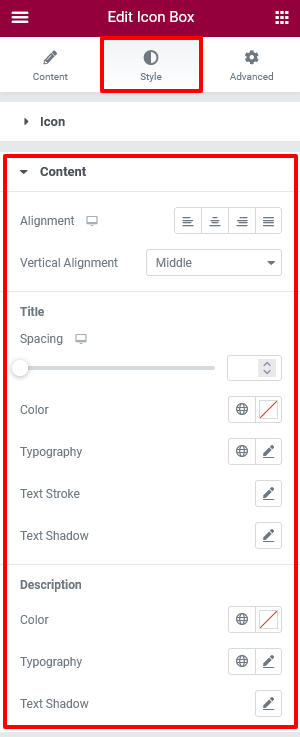 Edit Icon Box
Content
Style
Advanced
Icon
Content
Alignment
Vertical Alignment
Middle
Title
Spacing
Color
Typography
Text Stroke
Text Shadow
Description
Color
Typography
Text Shadow